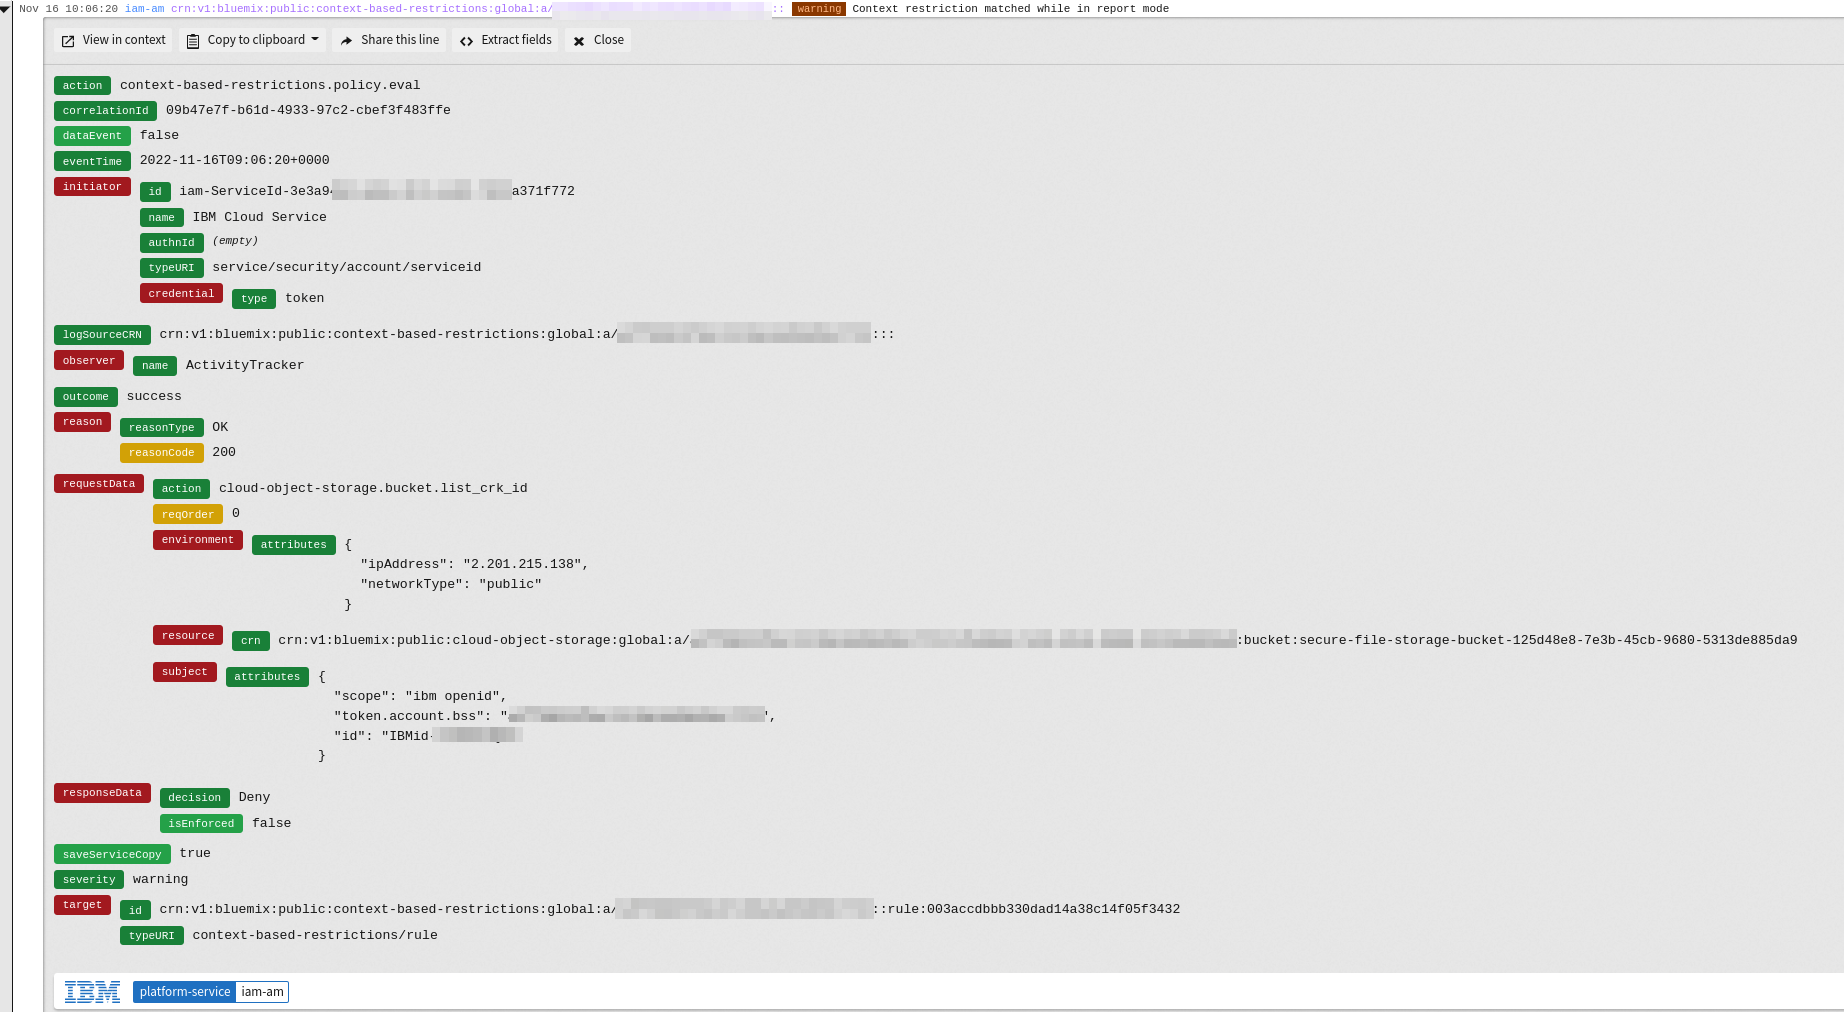 Nov 16 10:06:20 iam-am crn:v1:bluemix:public:context-based-restrictions:global:a/ :: warning Context restriction matched while in report mode
View in context Copy to clipboard Share this line Extract fields Close
action context-based-restrictions.policy.eval
correlationId 09b47e7f-b61d-4933-97c2-cbef3f483ffe
dataEvent false
eventTime 2022-11-16T09:06:20+0000
initiator id iam-ServiceId-3e3a94 a371f772
name IBM Cloud Service
authnId (empty)
typeURI service/security/account/serviceid
credential type token
logSourceCRN crn:v1:bluemix:public:context-based-restrictions:global:a/ :::
observer name ActivityTracker
outcome success
reason reasonType OK
reasonCode 200
requestData action cloud-object-storage.bucket.list_crk_id
reqOrder 0
environment attributes {
"ipAddress": "2.201.215.138",
"networkType": "public"
}
resource crn crn:v1:bluemix:public:cloud-object-storage:global:a/ :bucket:secure-file-storage-bucket-125d48e8-7e3b-45cb-9680-5313de885da9
subject attributes {
"scope": "ibm openid",
"token.account.bss": " ",
"id": "IBMid-
}
responseData decision Deny
isEnforced false
saveServiceCopy true
severity warning
target id crn:v1:bluemix:public:context-based-restrictions:global:a/ ::rule:003accdbbb330dad14a38c14f05f3432
typeURI context-based-restrictions/rule
IBM platform-service iam-am